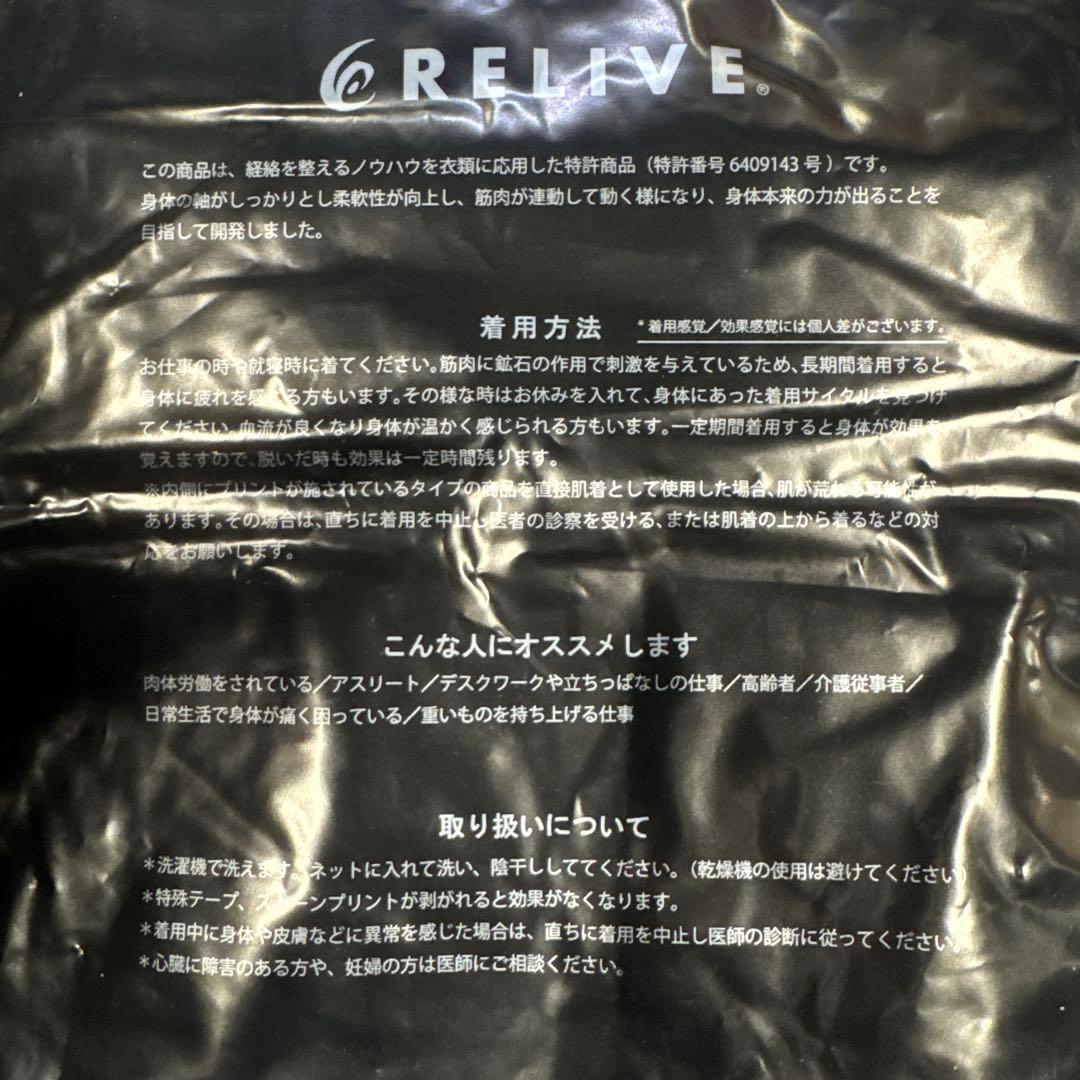 RELIVE®
この商品は、経絡を整えるノウハウを衣類に応用した特許商品（特許番号6409143号）です。
身体の軸がしっかりとし柔軟性が向上し、筋肉が連動して動く様になり、身体本来の力が出ることを
目指して開発しました。
着用方法 *着用感覚／効果感覚には個人差がございます。
お仕事の時や就寝時に着てください。筋肉に鉱石の作用で刺激を与えているため、長期間着用すると
身体に疲れを感じる方もいます。その様な時はお休みを入れて、身体にあった着用サイクルを見つけ
てください。血流が良くなり身体が温かく感じられる方もいます。一定期間着用すると身体が効果を
覚えますので、脱いだ時も効果は一定時間残ります。
※内側にプリントが施されているタイプの商品を直接肌着として使用した場合、肌が荒れる可能性が
あります。その場合は、直ちに着用を中止し医者の診察を受ける、または肌着の上から着るなどの対
応をお願いします。
こんな人にオススメします
肉体労働をされている／アスリート／デスクワークや立ちっぱなしの仕事／高齢者／介護従事者／
日常生活で身体が痛く困っている／重いものを持ち上げる仕事
取り扱いについて
*洗濯機で洗えます。ネットに入れて洗い、陰干ししててください。（乾燥機の使用は避けてください）
*特殊テープ、ストーンプリントが剥がれると効果がなくなります。
*着用中に身体や皮膚などに異常を感じた場合は、直ちに着用を中止し医師の診断に従ってください。
*心臓に障害のある方や、妊婦の方は医師にご相談ください。